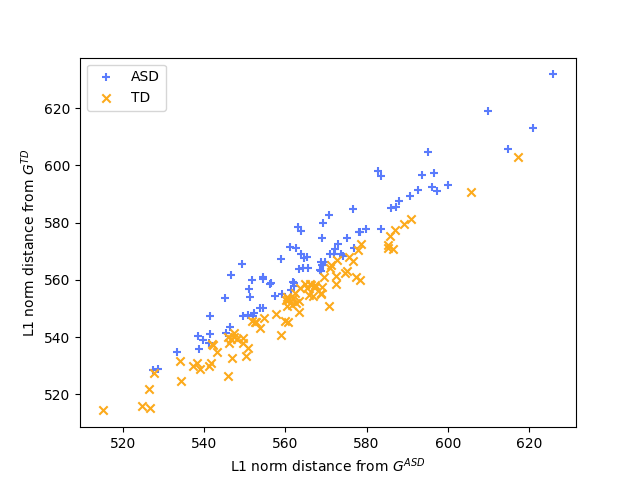 ASD
TD
L1 norm distance from G^{TD}
620
600
580
560
540
520
520 540 560 580 600 620
L1 norm distance from G^{ASD}